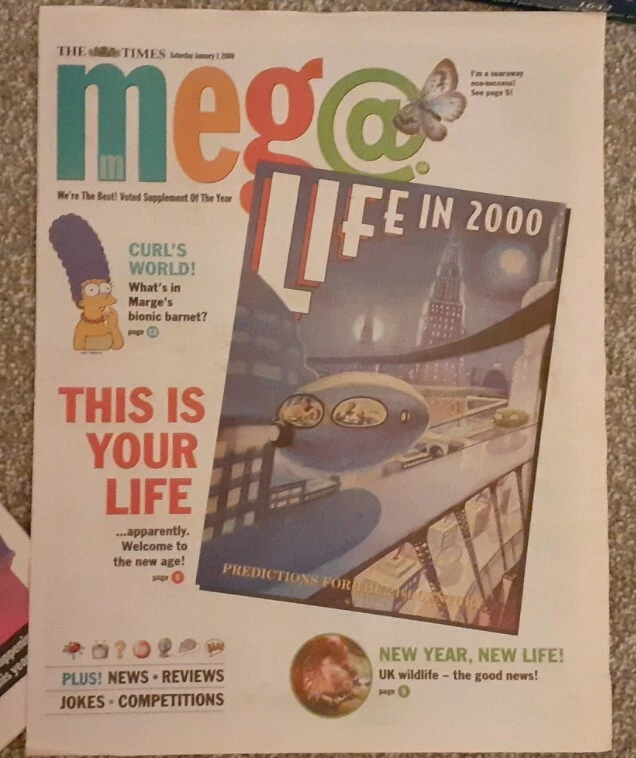 THE TIMES Saturday January 1 2000
meg@
m
I'm a soaraway
eco-success!
See page 5!
We're The Best! Voted Supplement Of The Year
LIFE IN 2000
CURL'S
WORLD!
What's in
Marge's
bionic barnet?
page 12
THIS IS
YOUR
LIFE
...apparently.
Welcome to
the new age!
page 6
PREDICTIONS FOR
PLUS! NEWS • REVIEWS
JOKES • COMPETITIONS
NEW YEAR, NEW LIFE!
UK wildlife – the good news!
page 5